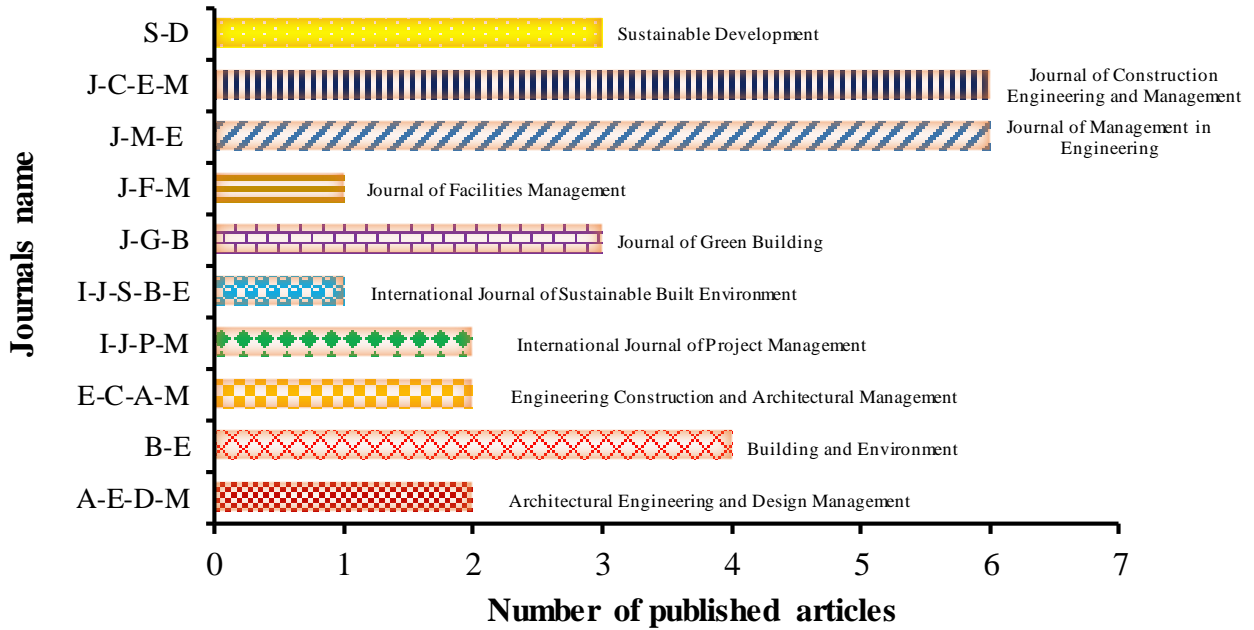 S-D
Sustainable Development
J-C-E-M
Journal of Construction
Engineering and Management
J-M-E
Journal of Management in
Engineering
J-F-M
Journal of Facilities Management
J-G-B
Journal of Green Building
I-J-S-B-E
International Journal of Sustainable Built Environment
I-J-P-M
International Journal of Project Management
E-C-A-M
Engineering Construction and Architectural Management
B-E
Building and Environment
A-E-D-M
Architectural Engineering and Design Management
Journals name
0 1 2 3 4 5 6 7
Number of published articles